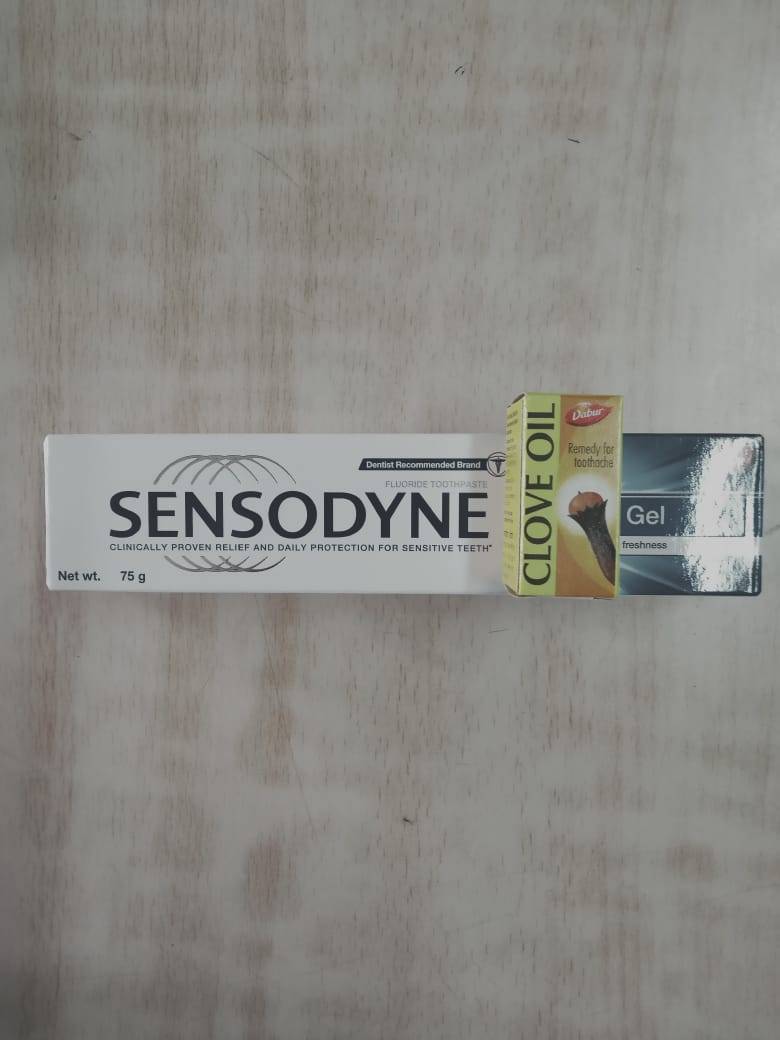 Dentist Recommended Brand
FLUORIDE TOOTHPASTE
SENSODYNE
CLINICALLY PROVEN RELIEF AND DAILY PROTECTION FOR SENSITIVE TEETH*
Net wt. 75 g
CLOVE OIL
Dabur
Remedy for
toothache
Gel
freshness